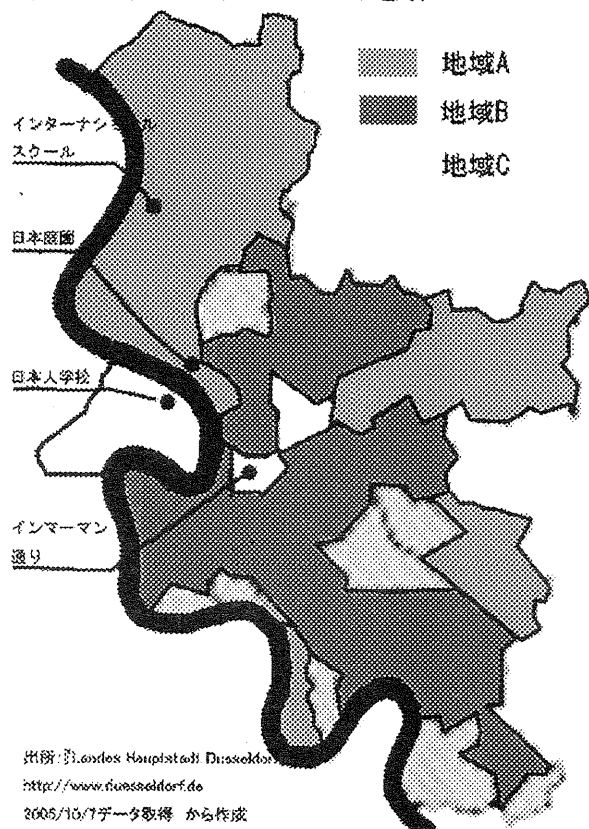 地域A
地域B
地域C
インターナショナル
スクール
日本庭園
日本人学校
インマーマン
通り
出所：Landes Hauptstadt Dusseldorf
http://www.duesseldorf.de
2005/10/7データ取得 から作成